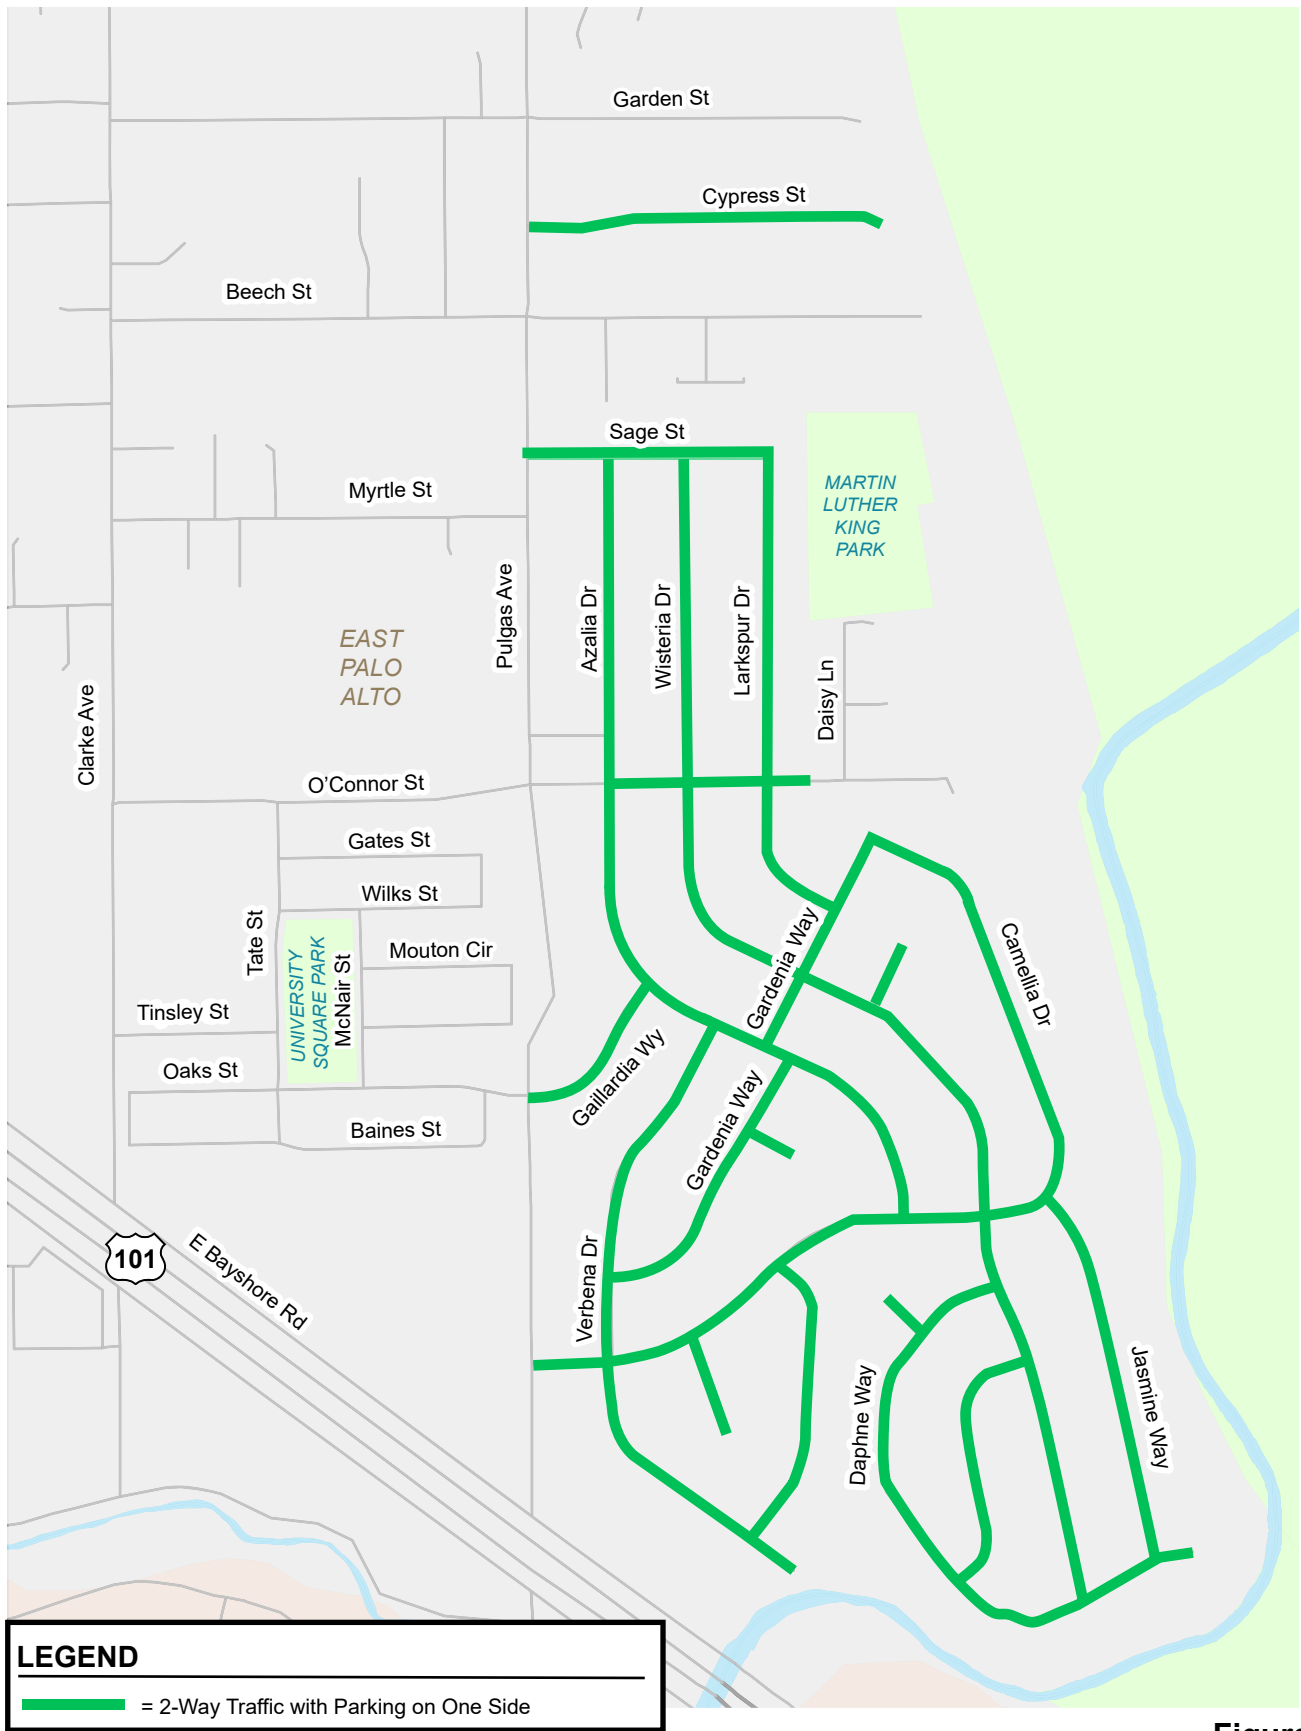 Garden St
Cypress St
Beech St
Sage St
Myrtle St
MARTIN
LUTHER
KING
PARK
Pulgas Ave
Azalia Dr
Wisteria Dr
Larkspur Dr
EAST
PALO
ALTO
Daisy Ln
Clarke Ave
O'Connor St
Gates St
Wilks St
Tate St
UNIVERSITY
SQUARE PARK
McNair St
Mouton Cir
Gardenia Way
Camellia Dr
Tinsley St
Oaks St
Gaillardia Wy
Gardenia Way
Baines St
101
E Bayshore Rd
Verbena Dr
Daphne Way
Jasmine Way
LEGEND
= 2-Way Traffic with Parking on One Side
Figure